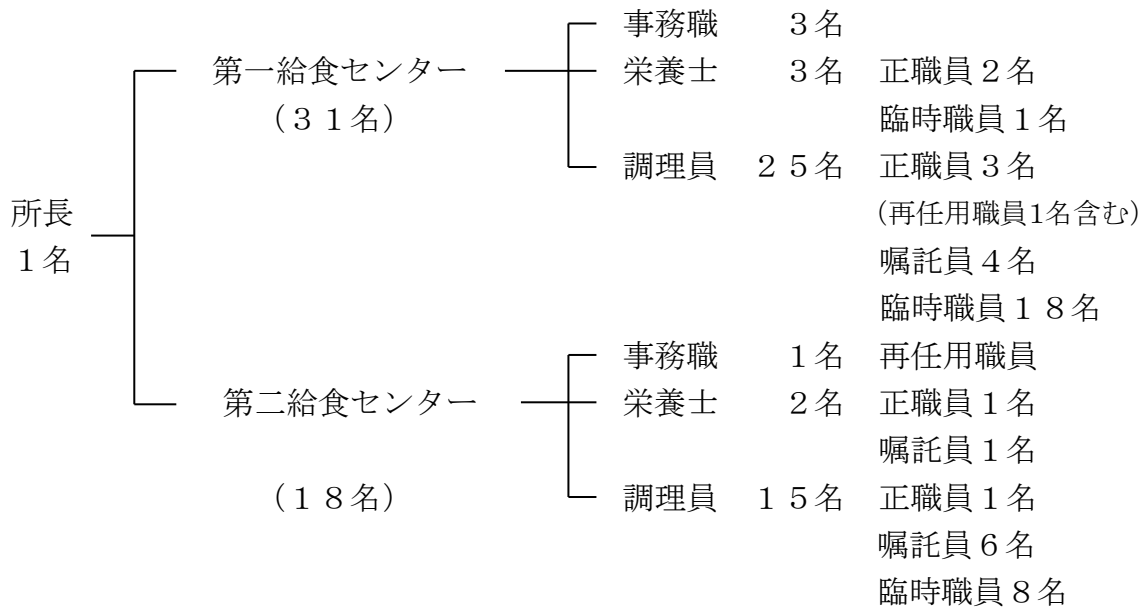 事務職　３名
第一給食センター　栄養士　３名　正職員２名
（３１名）　臨時職員１名
調理員　２５名　正職員３名
所長　（再任用職員1名含む）
１名　嘱託員４名
臨時職員１８名
事務職　１名　再任用職員
第二給食センター　栄養士　２名　正職員１名
嘱託員１名
（１８名）　調理員　１５名　正職員１名
嘱託員６名
臨時職員８名